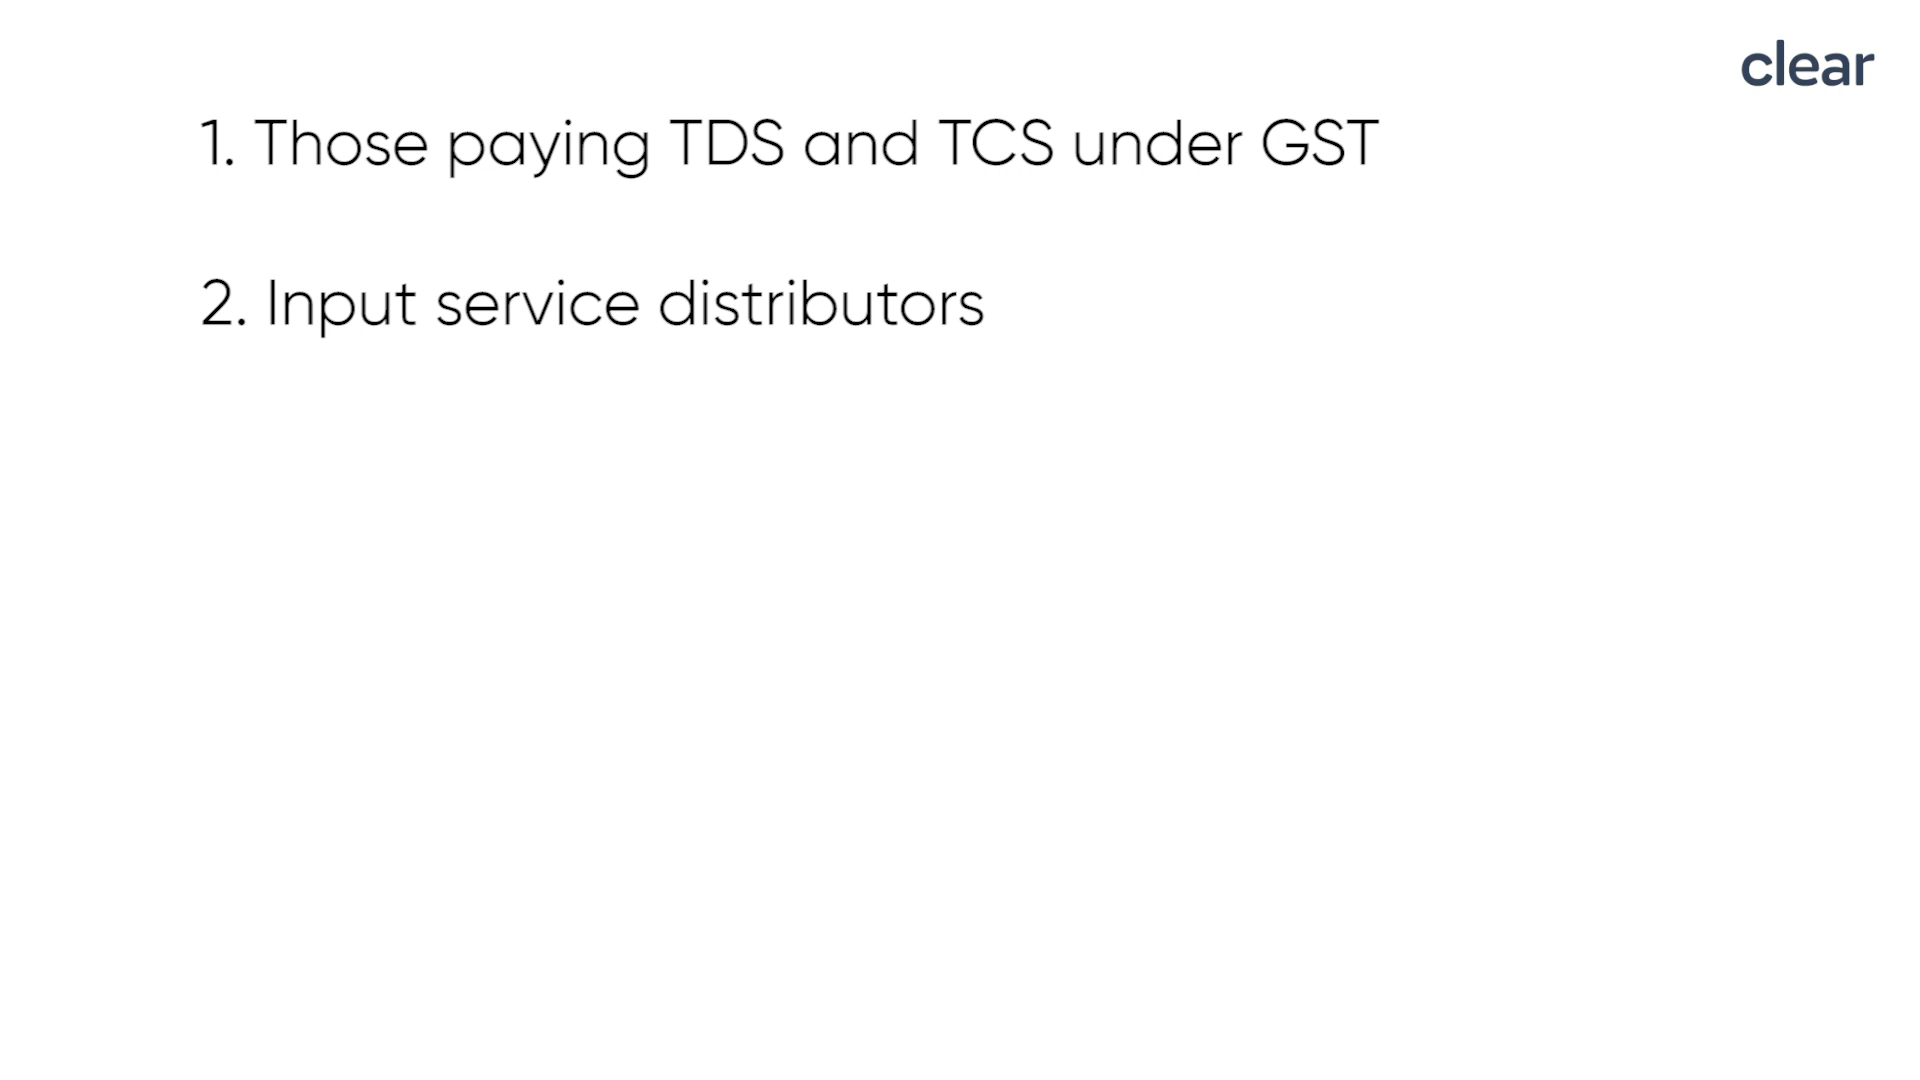 clear
1. Those paying TDS and TCS under GST
2. Input service distributors